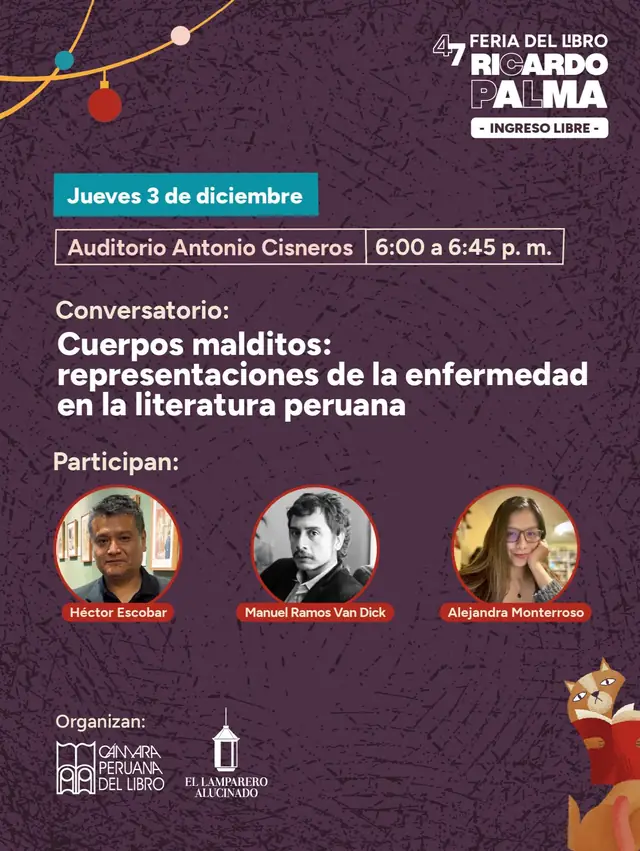 47 FERIA DEL LIBRO
RICARDO
PALMA
- INGRESO LIBRE -
Jueves 3 de diciembre
Auditorio Antonio Cisneros
6:00 a 6:45 p. m.
Conversatorio:
Cuerpos malditos:
representaciones de la enfermedad
en la literatura peruana
Participan:
Héctor Escobar
Manuel Ramos Van Dick
Alejandra Monterroso
Organizan:
CÁMARA
PERUANA
DEL LIBRO
EL LAMPARERO
ALUCINADO